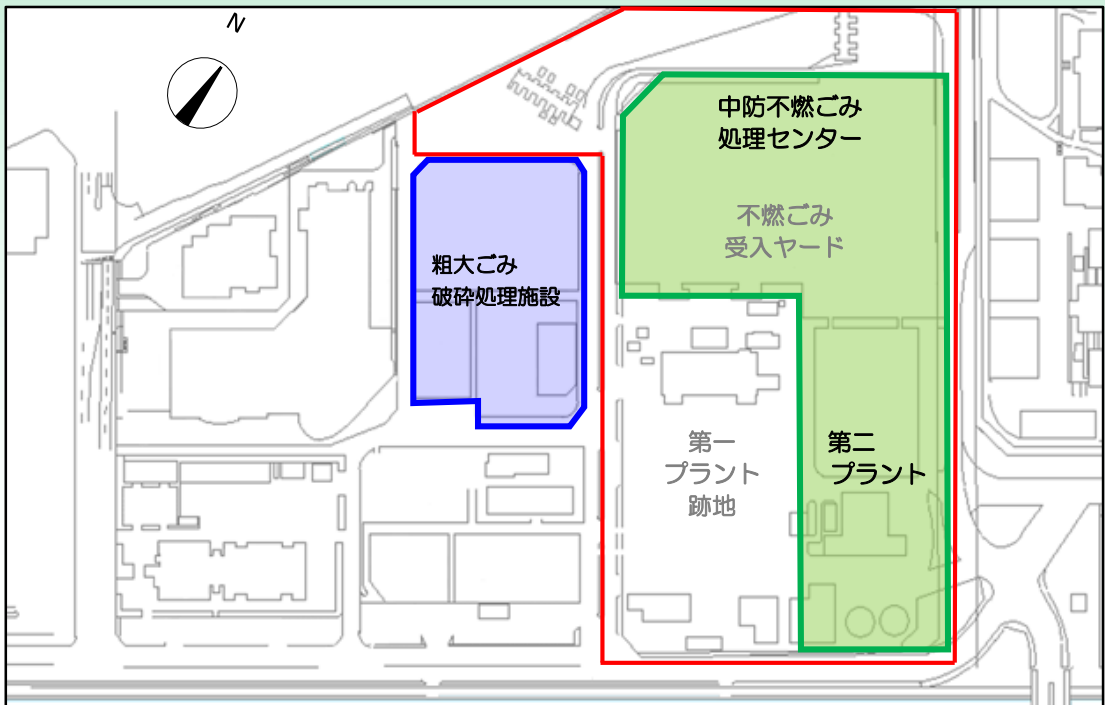 N
中防不燃ごみ
処理センター
不燃ごみ
受入ヤード
粗大ごみ
破砕処理施設
第一
プラント
跡地
第二
プラント